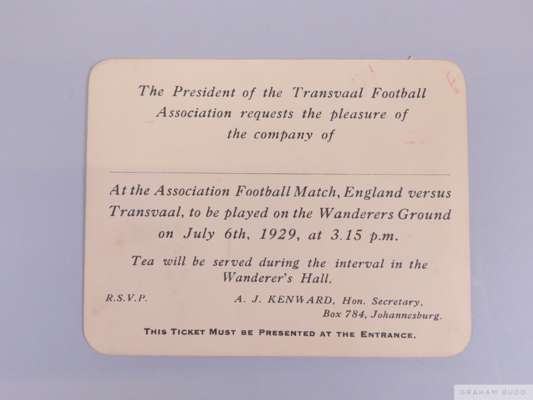 The President of the Transvaal Football
Association requests the pleasure of
the company of
At the Association Football Match, England versus
Transvaal, to be played on the Wanderers Ground
on July 6th, 1929, at 3.15 p.m.
Tea will be served during the interval in the
Wanderer's Hall.
R.S.V.P. A. J. KENWARD, Hon. Secretary,
Box 784, Johannesburg.
THIS TICKET MUST BE PRESENTED AT THE ENTRANCE.
GRAHAM BUDD